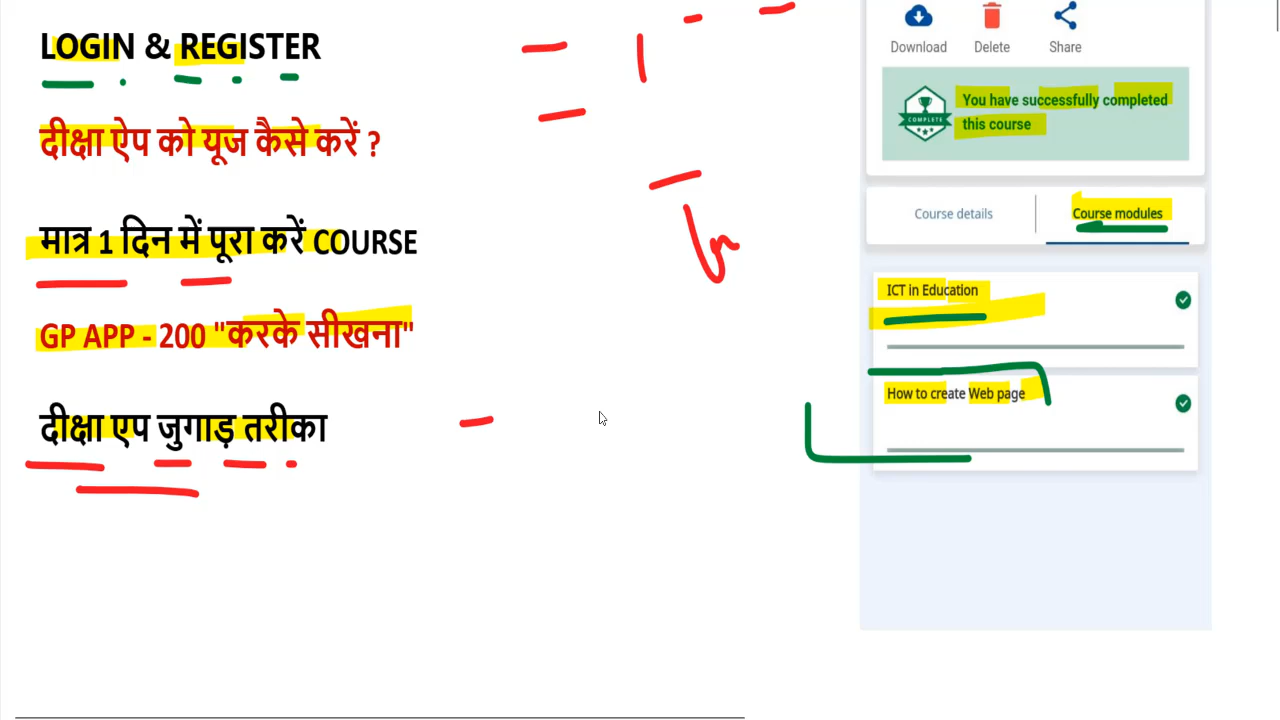 LOGIN & REGISTER
दीक्षा ऐप को यूज कैसे करें ?
मात्र 1 दिन में पूरा करें COURSE
GP APP - 200 "करके सीखना"
दीक्षा एप जुगाड़ तरीका
Download Delete Share
COMPLETE
You have successfully completed
this course
Course details Course modules
ICT in Education
How to create Web page